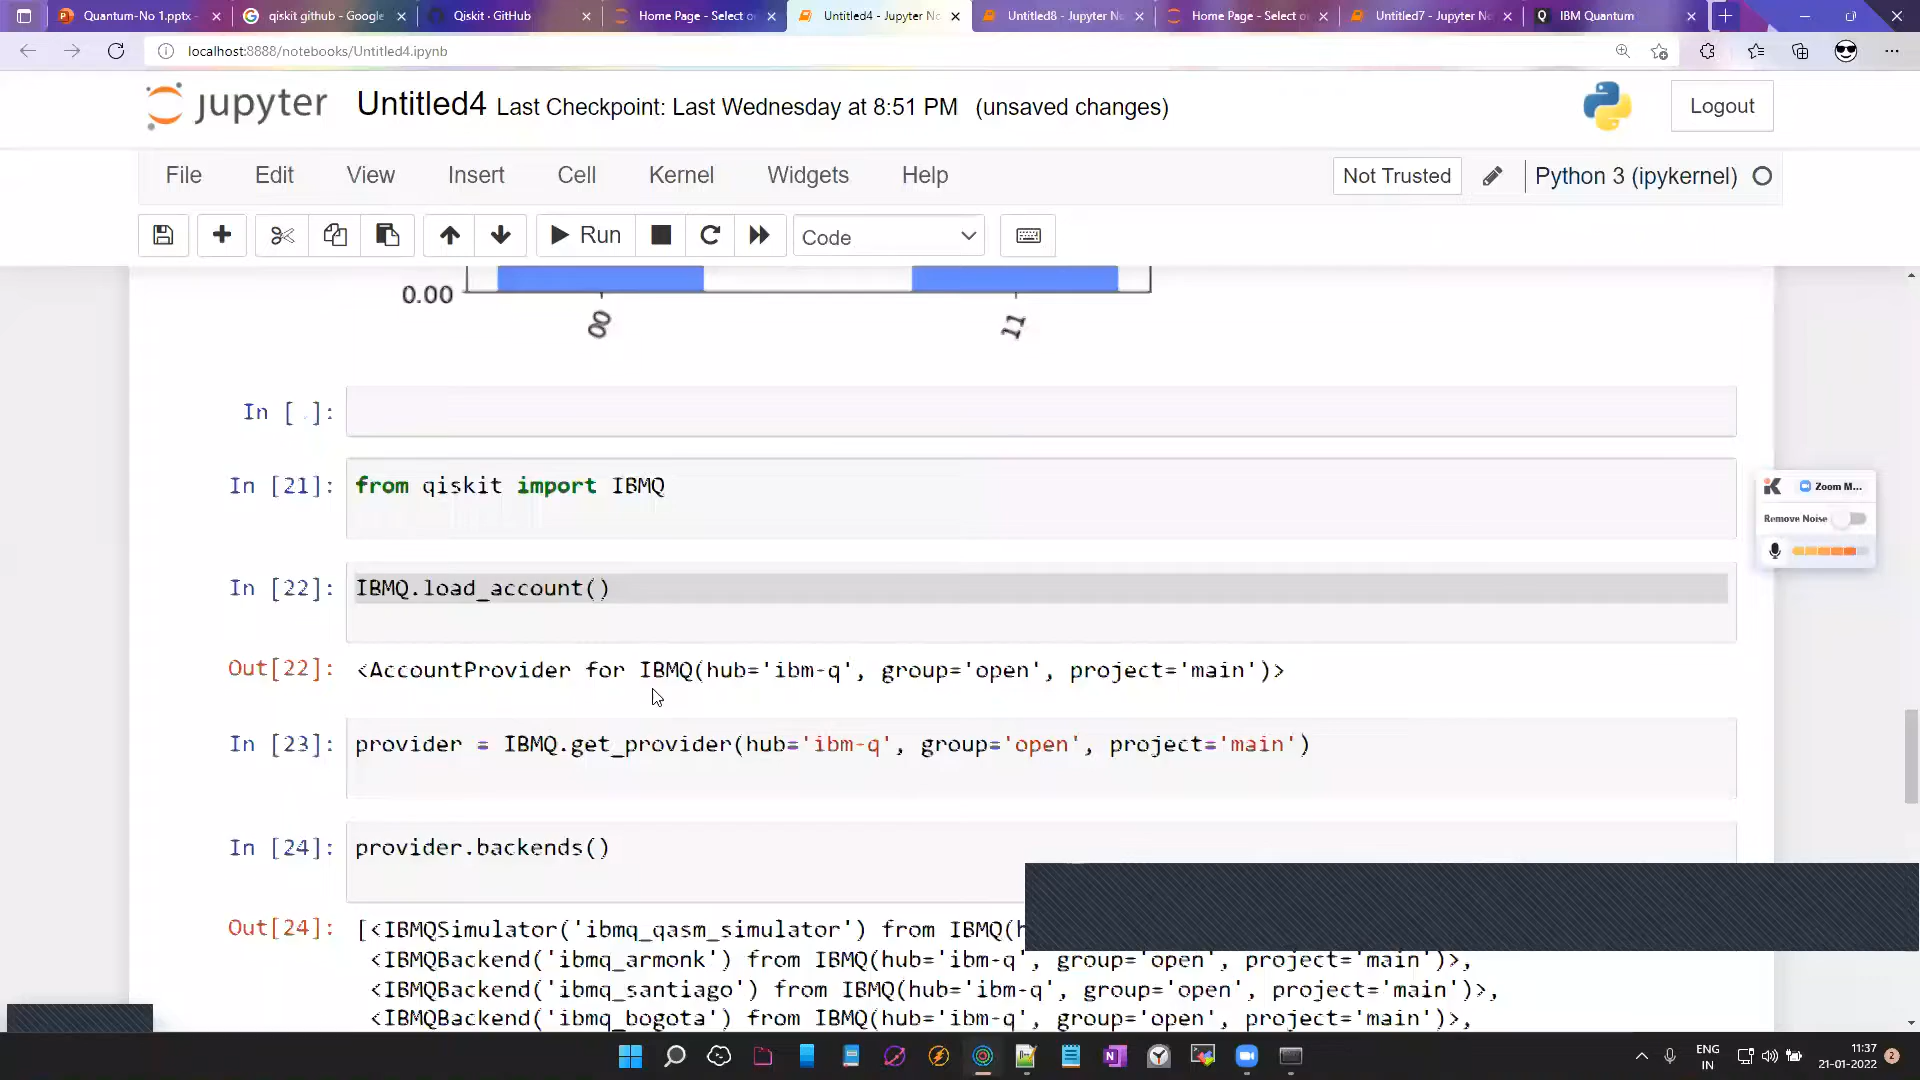 Quantum-No 1.pptx -
qiskit github - Google
Qiskit · GitHub
Home Page - Select o
Untitled4 - Jupyter No
Untitled8 - Jupyter No
Home Page - Select o
Untitled7 - Jupyter No
Q IBM Quantum
localhost:8888/notebooks/Untitled4.ipynb
jupyter Untitled4 Last Checkpoint: Last Wednesday at 8:51 PM (unsaved changes)
Logout
File Edit View Insert Cell Kernel Widgets Help
Not Trusted
Python 3 (ipykernel)
Run
Code
0.00
00
11
In [ ]:
In [21]: from qiskit import IBMQ
Zoom M...
Remove Noise
In [22]: IBMQ.load_account()
Out[22]: <AccountProvider for IBMQ(hub='ibm-q', group='open', project='main')>
In [23]: provider = IBMQ.get_provider(hub='ibm-q', group='open', project='main')
In [24]: provider.backends()
Out[24]: [<IBMQSimulator('ibmq_qasm_simulator') from IBMQ(h
<IBMQBackend('ibmq_armonk') from IBMQ(hub='ibm-q', group='open', project='main')>,
<IBMQBackend('ibmq_santiago') from IBMQ(hub='ibm-q', group='open', project='main')>,
<IBMQBackend('ibmq_bogota') from IBMQ(hub='ibm-q', group='open', project='main')>,
ENG
IN
11:37
21-01-2022
2